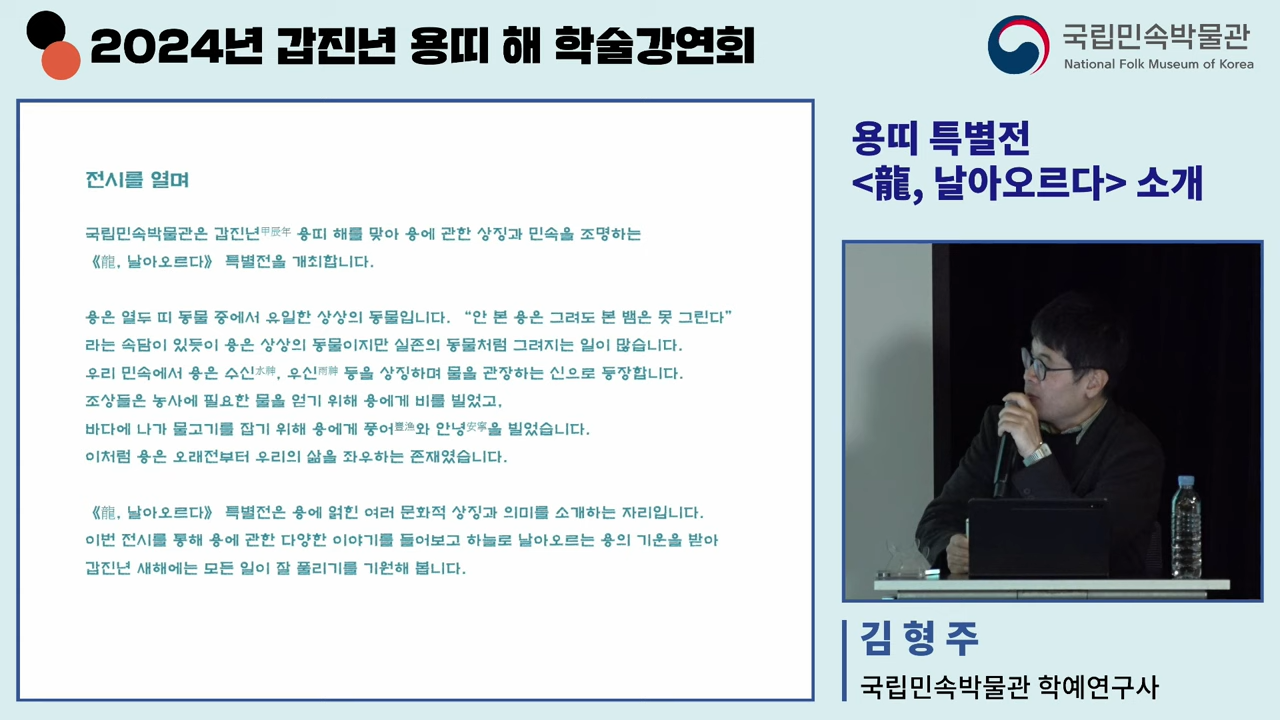 2024년 갑진년 용띠 해 학술강연회
국립민속박물관
National Folk Museum of Korea
전시를 열며
국립민속박물관은 갑진년甲辰年 용띠 해를 맞아 용에 관한 상징과 민속을 조명하는
《龍, 날아오르다》 특별전을 개최합니다.
용은 열두 띠 동물 중에서 유일한 상상의 동물입니다. “안 본 용은 그려도 본 뱀은 못 그린다”
라는 속담이 있듯이 용은 상상의 동물이지만 실존의 동물처럼 그려지는 일이 많습니다.
우리 민속에서 용은 수신水神, 우신雨神 등을 상징하며 물을 관장하는 신으로 등장합니다.
조상들은 농사에 필요한 물을 얻기 위해 용에게 비를 빌었고,
바다에 나가 물고기를 잡기 위해 용에게 풍어豊漁와 안녕安寧을 빌었습니다.
이처럼 용은 오래전부터 우리의 삶을 좌우하는 존재였습니다.
《龍, 날아오르다》 특별전은 용에 얽힌 여러 문화적 상징과 의미를 소개하는 자리입니다.
이번 전시를 통해 용에 관한 다양한 이야기를 들어보고 하늘로 날아오르는 용의 기운을 받아
갑진년 새해에는 모든 일이 잘 풀리기를 기원해 봅니다.
용띠 특별전
<龍, 날아오르다> 소개
김형주
국립민속박물관 학예연구사